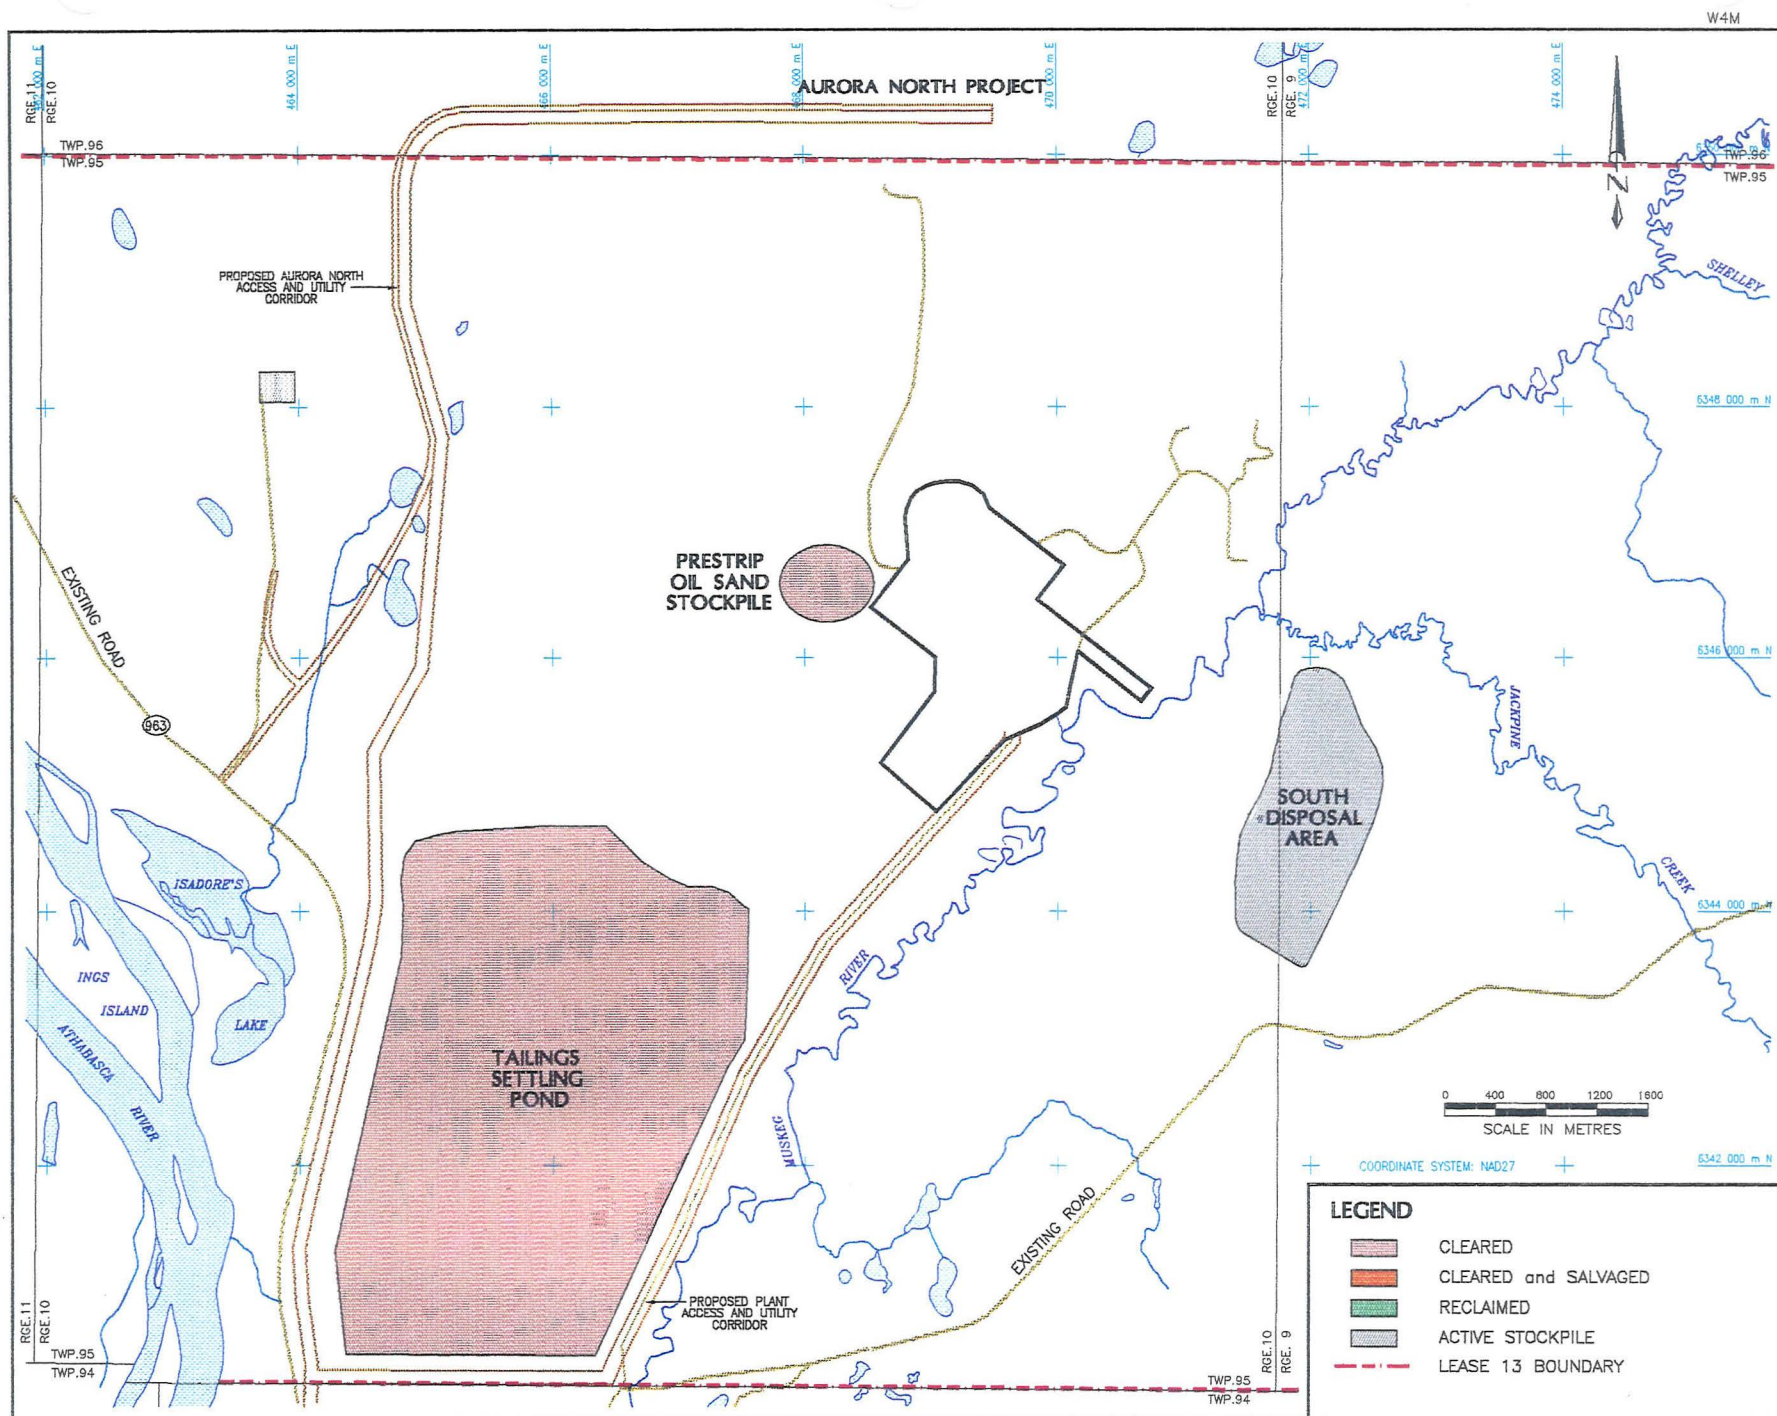 W4M
RGE.11
RGE.10
462 000 m E
464 000 m E
466 000 m E
468 000 m E
470 000 m E
472 000 m E
474 000 m E
RGE.10
RGE. 9
AURORA NORTH PROJECT
TWP.96
TWP.95
TWP.96
TWP.95
N
SHELLEY
PROPOSED AURORA NORTH
ACCESS AND UTILITY
CORRIDOR
6348 000 m N
PRESTRIP
OIL SAND
STOCKPILE
EXISTING ROAD
963
6346 000 m N
JACKPINE
CREEK
SOUTH
DISPOSAL
AREA
ISADORE'S
LAKE
6344 000 m N
INGS
ISLAND
ATHABASCA
RIVER
RIVER
MUSKEG
TAILINGS
SETTLING
POND
0 400 800 1200 1600
SCALE IN METRES
COORDINATE SYSTEM: NAD27
6342 000 m N
EXISTING ROAD
PROPOSED PLANT
ACCESS AND UTILITY
CORRIDOR
RGE.11
RGE.10
TWP.95
TWP.94
RGE.10
RGE. 9
TWP.95
TWP.94
LEGEND
CLEARED
CLEARED and SALVAGED
RECLAIMED
ACTIVE STOCKPILE
LEASE 13 BOUNDARY